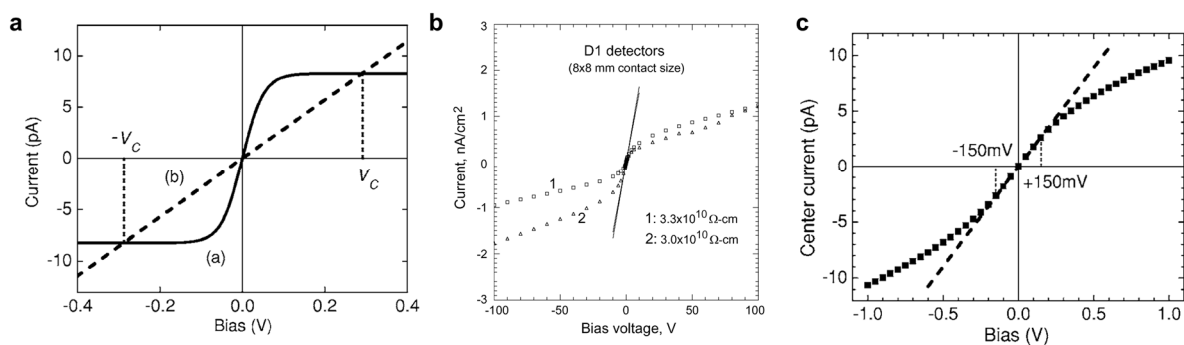 a
10
5
0
-5
-10
Current (pA)
-0.4
-0.2
0.0
0.2
0.4
Bias (V)
-VC
VC
(b)
(a)
b
3
2
1
0
-1
-2
3
Current, nA/cm2
-100
-50
0
50
100
Bias voltage, V
D1 detectors
(8x8 mm contact size)
1
2
1: 3.3x10^10 Ω-cm
2: 3.0x10^10 Ω-cm
c
10
5
0
-5
-10
Center current (pA)
-1.0
-0.5
0.0
0.5
1.0
Bias (V)
-150mV
+150mV